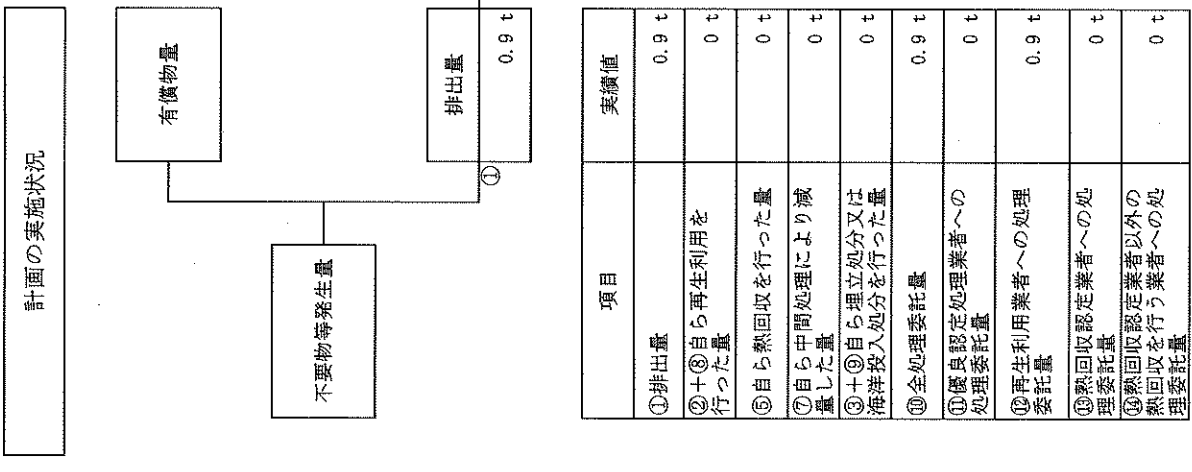 計画の実施状況
有償物量
不要物等発生量
排出量
①
0.9 t
項目
実績値
①排出量
0.9 t
②+⑧自ら再生利用を
行った量
0 t
⑤自ら熱回収を行った量
0 t
⑦自ら中間処理により減
量した量
0 t
③+⑨自ら埋立処分又は
海洋投入処分を行った量
0 t
⑩全処理委託量
0.9 t
⑪優良認定処理業者への
処理委託量
0 t
⑫再生利用業者への処理
委託量
0.9 t
⑬熱回収認定業者への処
理委託量
0 t
⑭熱回収認定業者以外の
熱回収を行う業者への処
理委託量
0 t